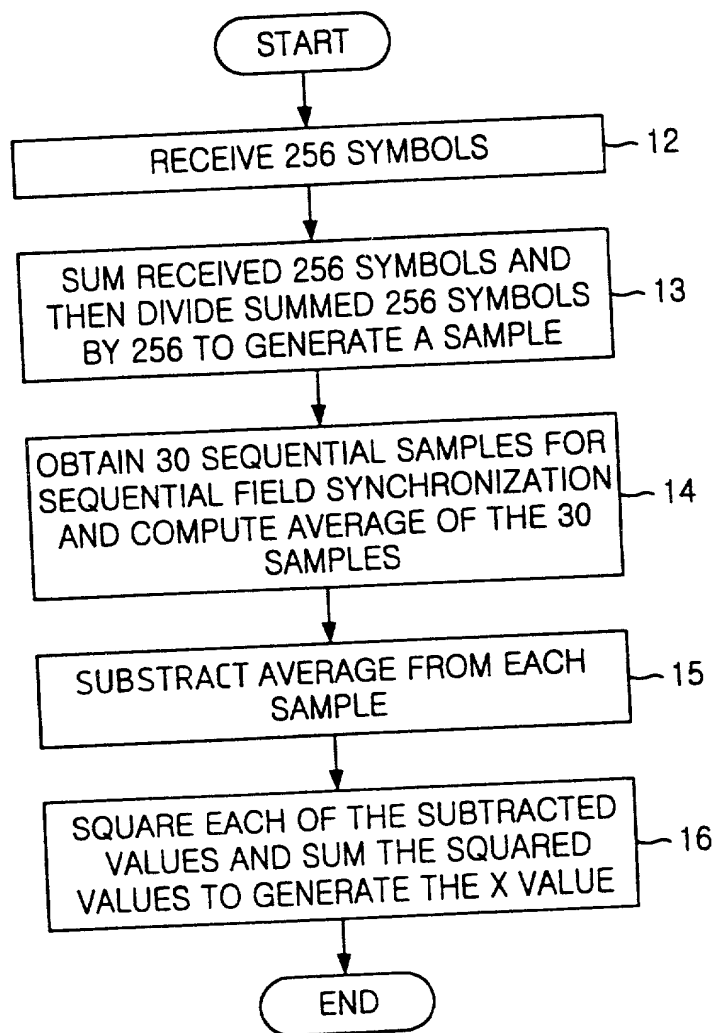 START
RECEIVE 256 SYMBOLS
12
SUM RECEIVED 256 SYMBOLS AND
THEN DIVIDE SUMMED 256 SYMBOLS
BY 256 TO GENERATE A SAMPLE
13
OBTAIN 30 SEQUENTIAL SAMPLES FOR
SEQUENTIAL FIELD SYNCHRONIZATION
AND COMPUTE AVERAGE OF THE 30
SAMPLES
14
SUBSTRACT AVERAGE FROM EACH
SAMPLE
15
SQUARE EACH OF THE SUBTRACTED
VALUES AND SUM THE SQUARED
VALUES TO GENERATE THE X VALUE
16
END